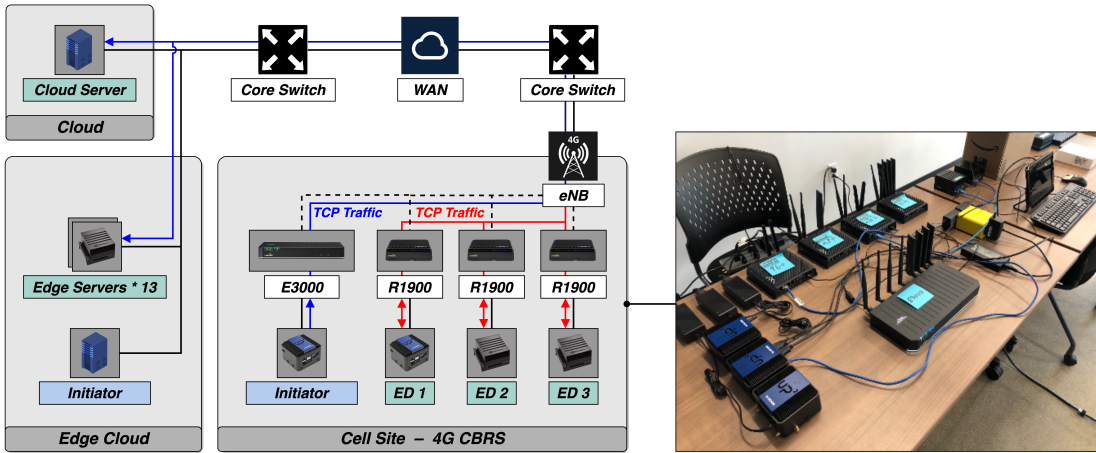 Cloud Server
Cloud
Core Switch
WAN
Core Switch
4G
eNB
TCP Traffic
TCP Traffic
Edge Servers * 13
E3000
R1900
R1900
R1900
Initiator
Initiator
ED 1
ED 2
ED 3
Edge Cloud
Cell Site – 4G CBRS